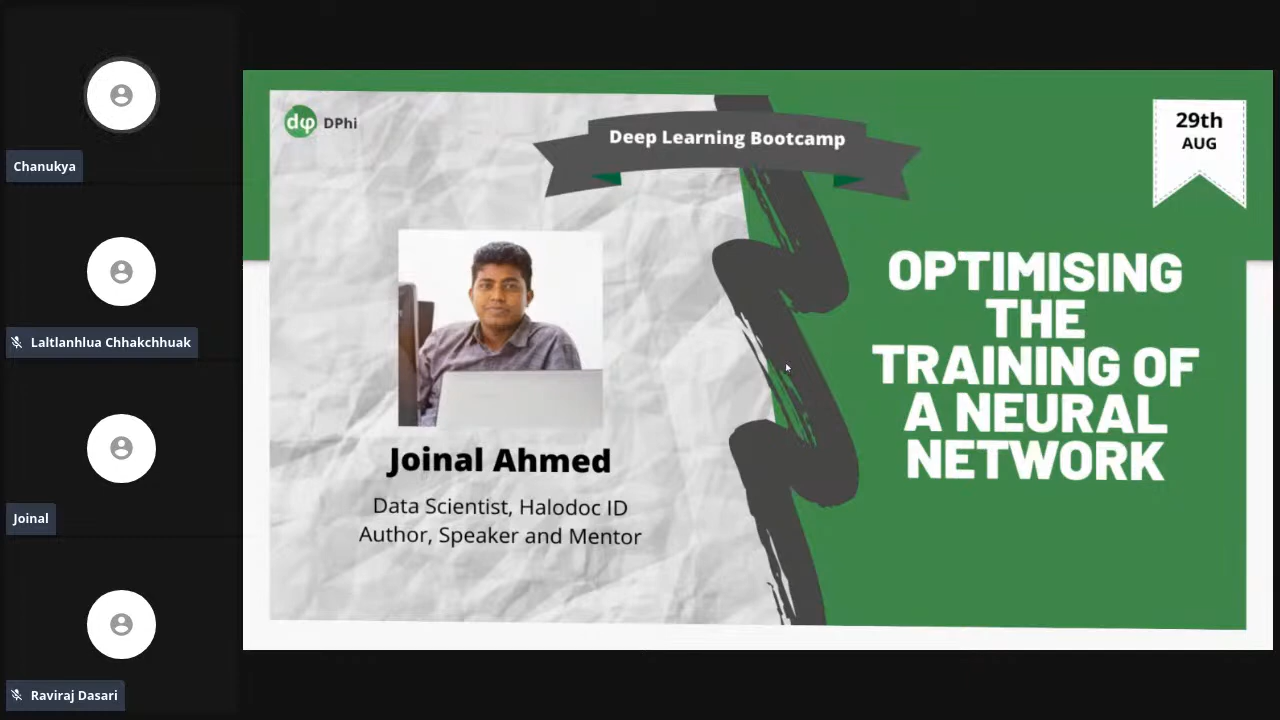 Chanukya
Laltlanhlua Chhakchhuak
Joinal
Raviraj Dasari
dφ DPhi
Deep Learning Bootcamp
29th
AUG
Joinal Ahmed
Data Scientist, Halodoc ID
Author, Speaker and Mentor
OPTIMISING
THE
TRAINING OF
A NEURAL
NETWORK